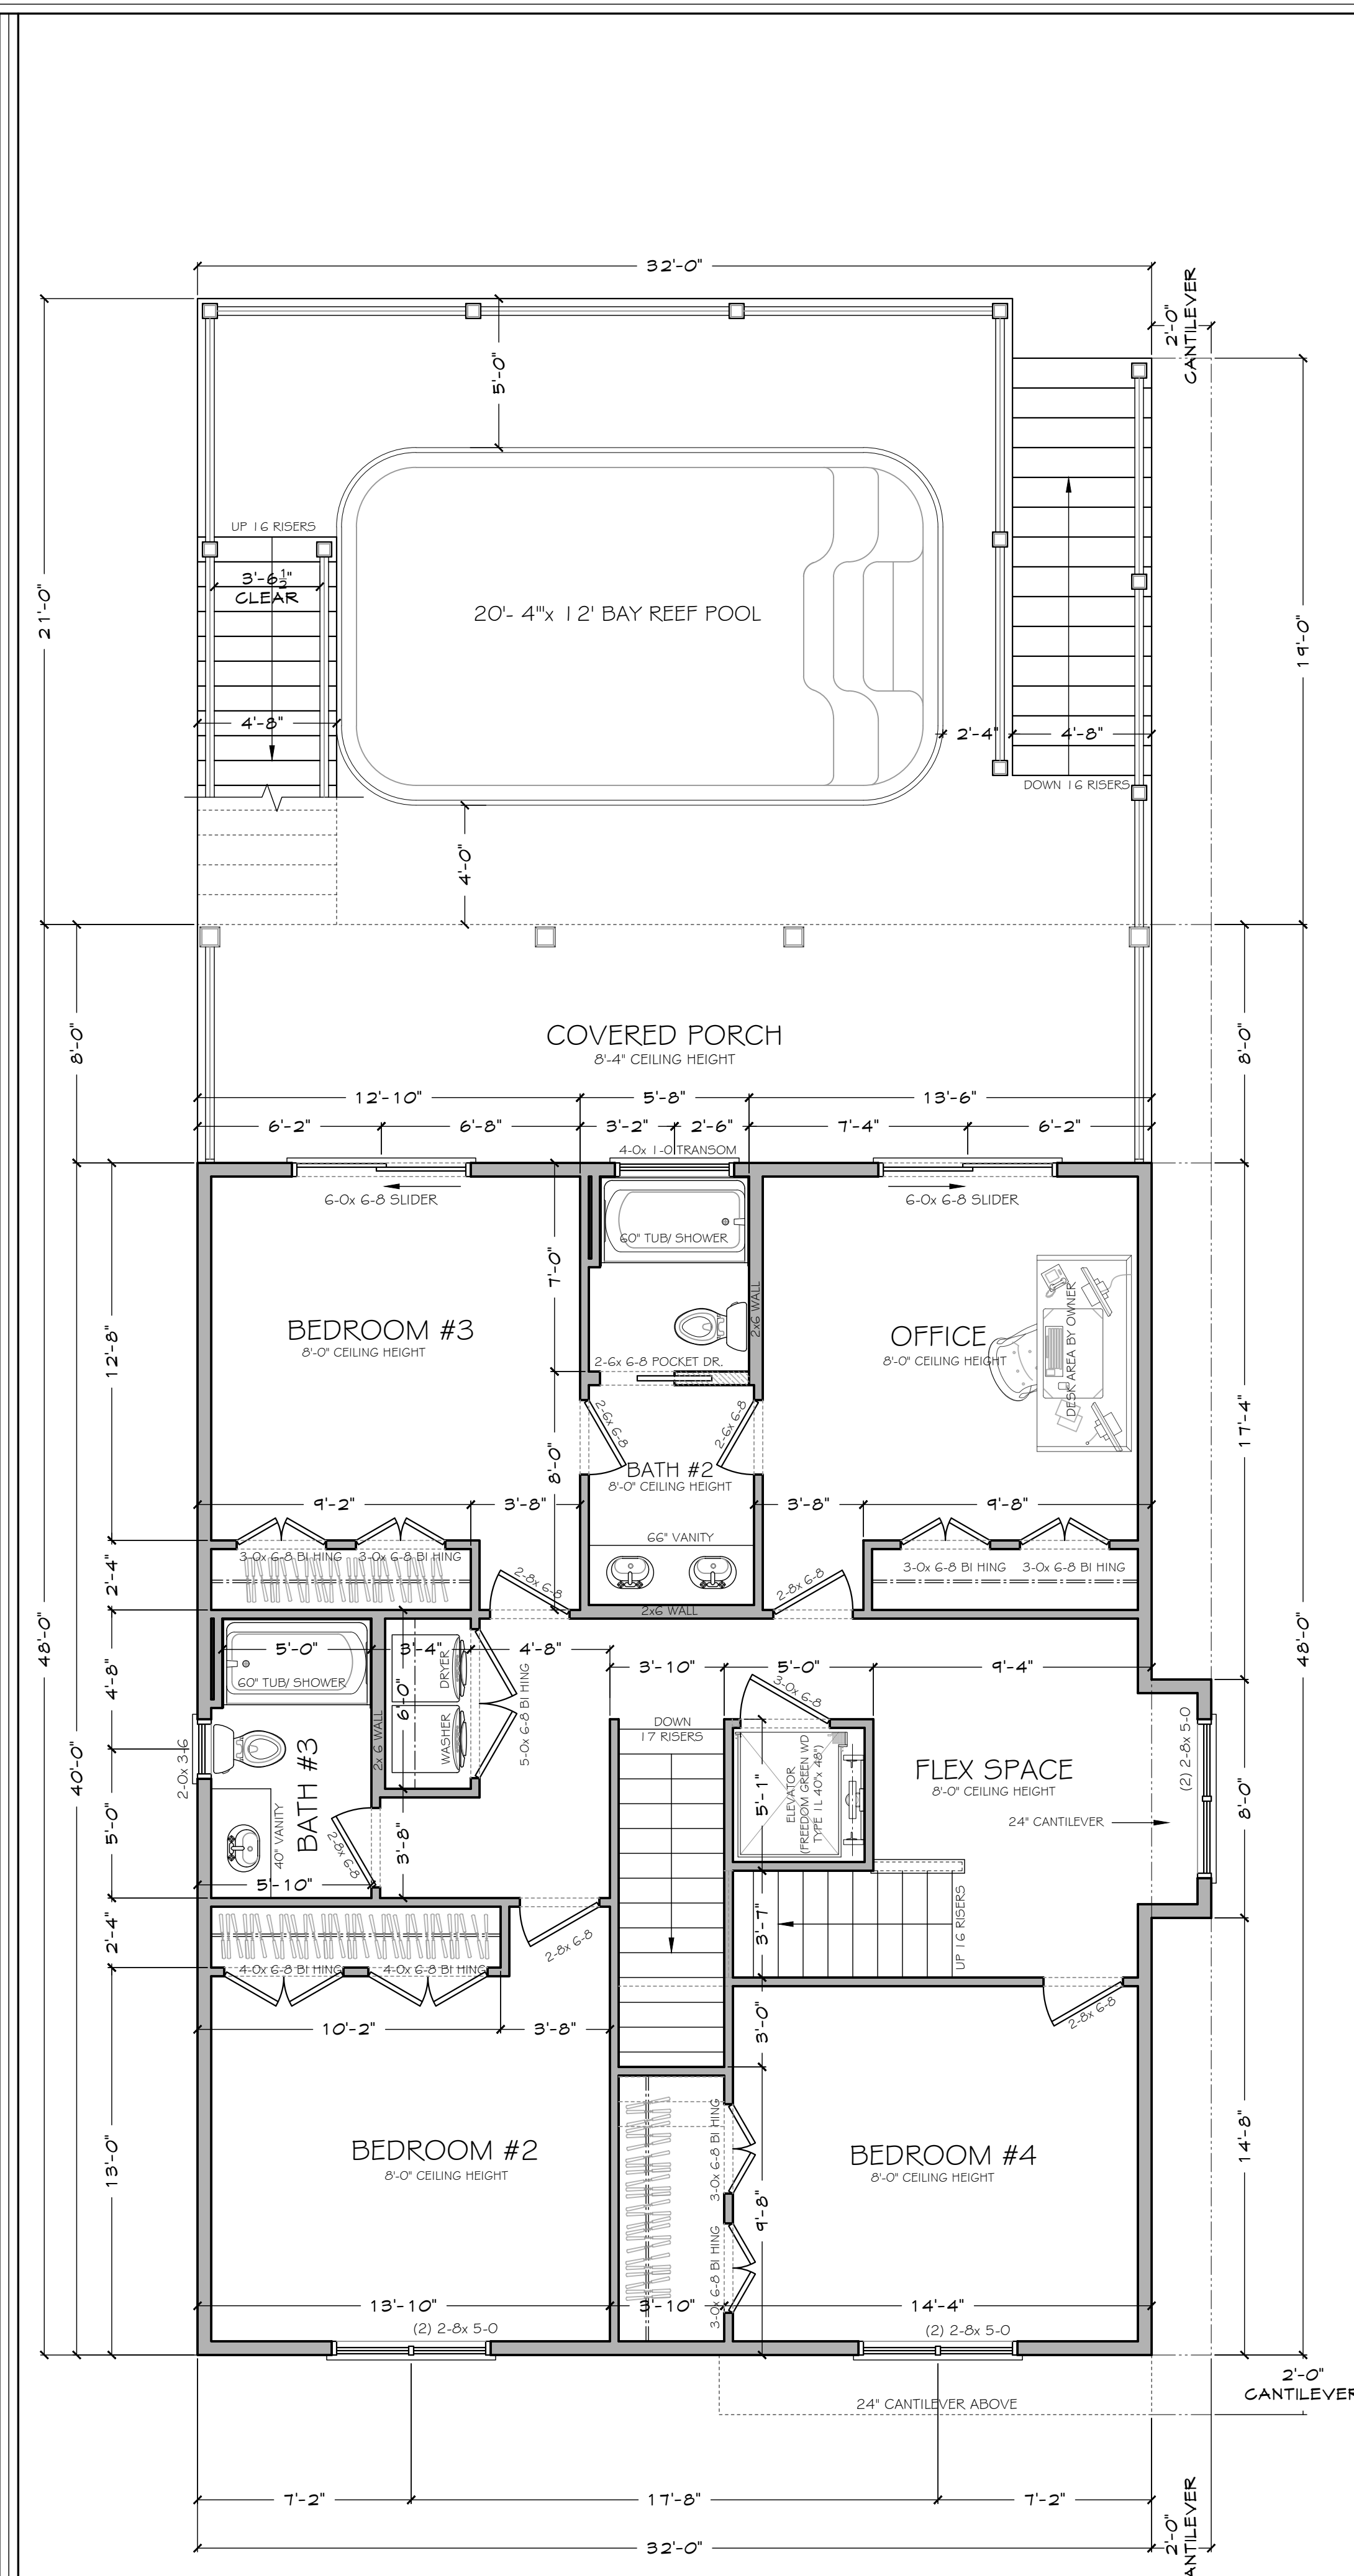 32'-0"
2'-0"
CANTILEVER
5'-0"
UP 16 RISERS
3'-6½"
CLEAR
21'-0"
20'- 4"'x 12' BAY REEF POOL
19'-0"
4'-8"
2'-4"
4'-8"
DOWN 16 RISERS
4'-0"
8'-0"
COVERED PORCH
8'-4" CEILING HEIGHT
8'-0"
12'-10"
5'-8"
13'-6"
6'-2"
6'-8"
3'-2"
2'-6"
7'-4"
6'-2"
4-0x 1-0 TRANSOM
6-0x 6-8 SLIDER
6-0x 6-8 SLIDER
60" TUB/ SHOWER
7'-0"
2x6 WALL
BEDROOM #3
8'-0" CEILING HEIGHT
OFFICE
8'-0" CEILING HEIGHT
DESK AREA BY OWNER
12'-8"
2-6x 6-8 POCKET DR.
2-6x 6-8
2-6x 6-8
17'-4"
8'-0"
BATH #2
8'-0" CEILING HEIGHT
9'-2"
3'-8"
3'-8"
9'-8"
66" VANITY
3-0x 6-8 BI HING
3-0x 6-8 BI HING
3-0x 6-8 BI HING
3-0x 6-8 BI HING
2'-4"
2-8x 6-8
2-8x 6-8
2x6 WALL
48'-0"
48'-0"
5'-0"
3'-4"
4'-8"
3'-10"
5'-0"
9'-4"
4'-8"
60" TUB/ SHOWER
DRYER
6'-0"
WASHER
5-0x 6-8 BI HING
2x 6 WALL
3-0x 6-8
DOWN
17 RISERS
40'-0"
2-0x 3-6
BATH #3
ELEVATOR
(FREEDOM GREEN WD
TYPE 1L 40"x 48")
5'-1"
FLEX SPACE
8'-0" CEILING HEIGHT
(2) 2-8x 5-0
24" CANTILEVER
8'-0"
5'-0"
40" VANITY
2-8x 6-8
3'-8"
5'-10"
2'-4"
2-8x 6-8
3'-7"
UP 16 RISERS
4-0x 6-8 BI HING
4-0x 6-8 BI HING
10'-2"
3'-8"
3'-0"
2-8x 6-8
13'-0"
BEDROOM #2
8'-0" CEILING HEIGHT
3-0x 6-8 BI HING
9'-8"
3-0x 6-8 BI HING
BEDROOM #4
8'-0" CEILING HEIGHT
14'-8"
13'-10"
3'-10"
14'-4"
(2) 2-8x 5-0
(2) 2-8x 5-0
2'-0"
CANTILEVER
24" CANTILEVER ABOVE
7'-2"
17'-8"
7'-2"
32'-0"
2'-0"
ANTILEVER